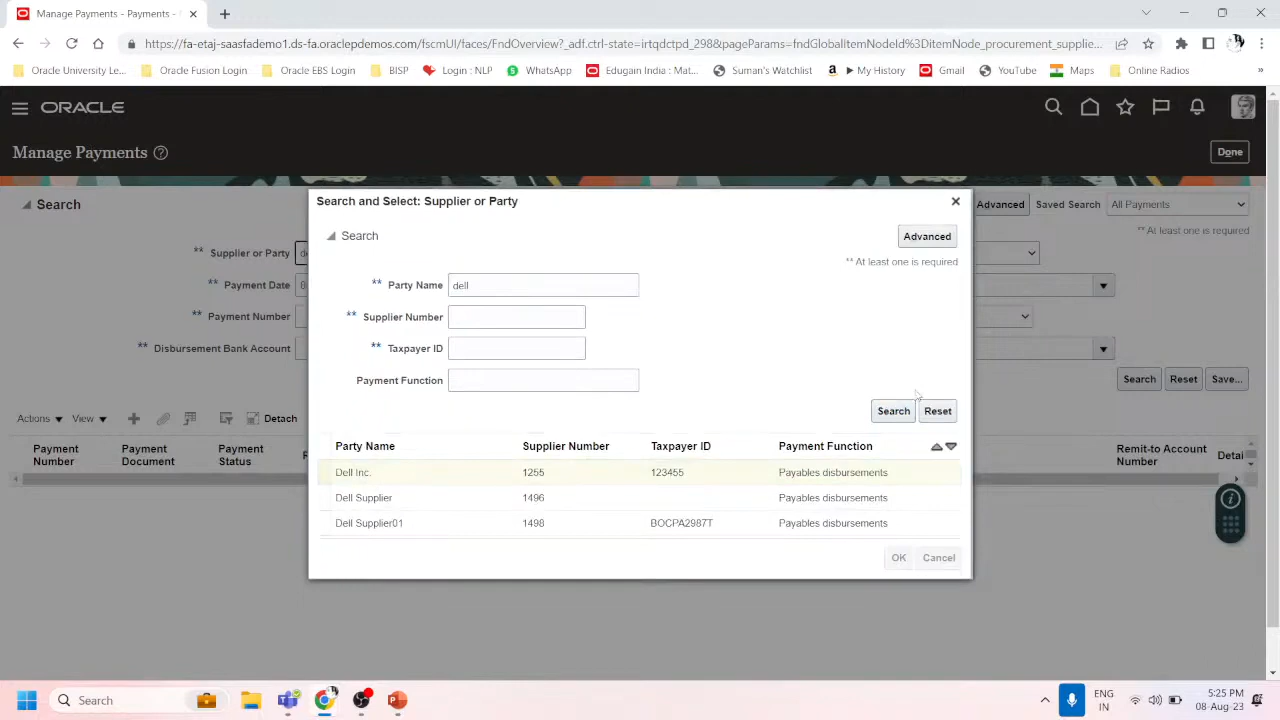 Manage Payments - Payments -
https://fa-etaj-saasfademo1.ds-fa.oraclepdemos.com/fscmUI/faces/FndOverview?_adf.ctrl-state=irtqdctpd_298&pageParams=fndGlobalItemNodeId%3DitemNode_procurement_supplie...
Oracle University Le... Oracle Fusion Login Oracle EBS Login BISP Login : NLP WhatsApp Edugain India : Mat... Suman's Watchlist ▶ My History Gmail YouTube Maps Online Radios »
ORACLE
Manage Payments Done
Search and Select: Supplier or Party
Search Advanced Saved Search All Payments
Search Advanced
** At least one is required
** At least one is required
** Supplier or Party
** Party Name dell
** Payment Date
** Supplier Number
** Payment Number
** Taxpayer ID
** Disbursement Bank Account
Payment Function
Search Reset Save...
Search Reset
Actions View Detach
Party Name Supplier Number Taxpayer ID Payment Function
Payment Number Payment Document Payment Status Remit-to Account Number Detai
Dell Inc. 1255 123455 Payables disbursements
Dell Supplier 1496 Payables disbursements
Dell Supplier01 1498 BOCPA2987T Payables disbursements
OK Cancel
Search ENG IN 5:25 PM 08-Aug-23